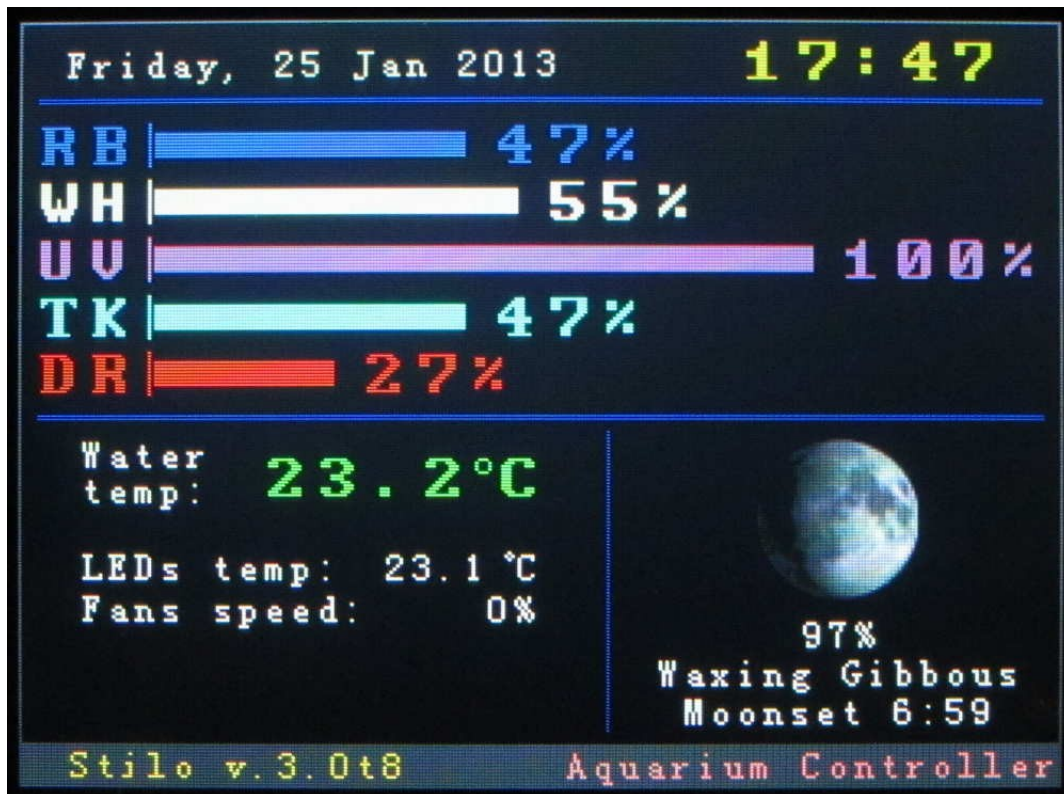 Friday, 25 Jan 2013 17:47
RB 47%
WH 55%
UV 100%
TK 47%
DR 27%
Water
temp: 23.2°C
LEDs temp: 23.1 °C
Fans speed: 0%
97%
Waxing Gibbous
Moonset 6:59
Stilo v.3.0t8 Aquarium Controller